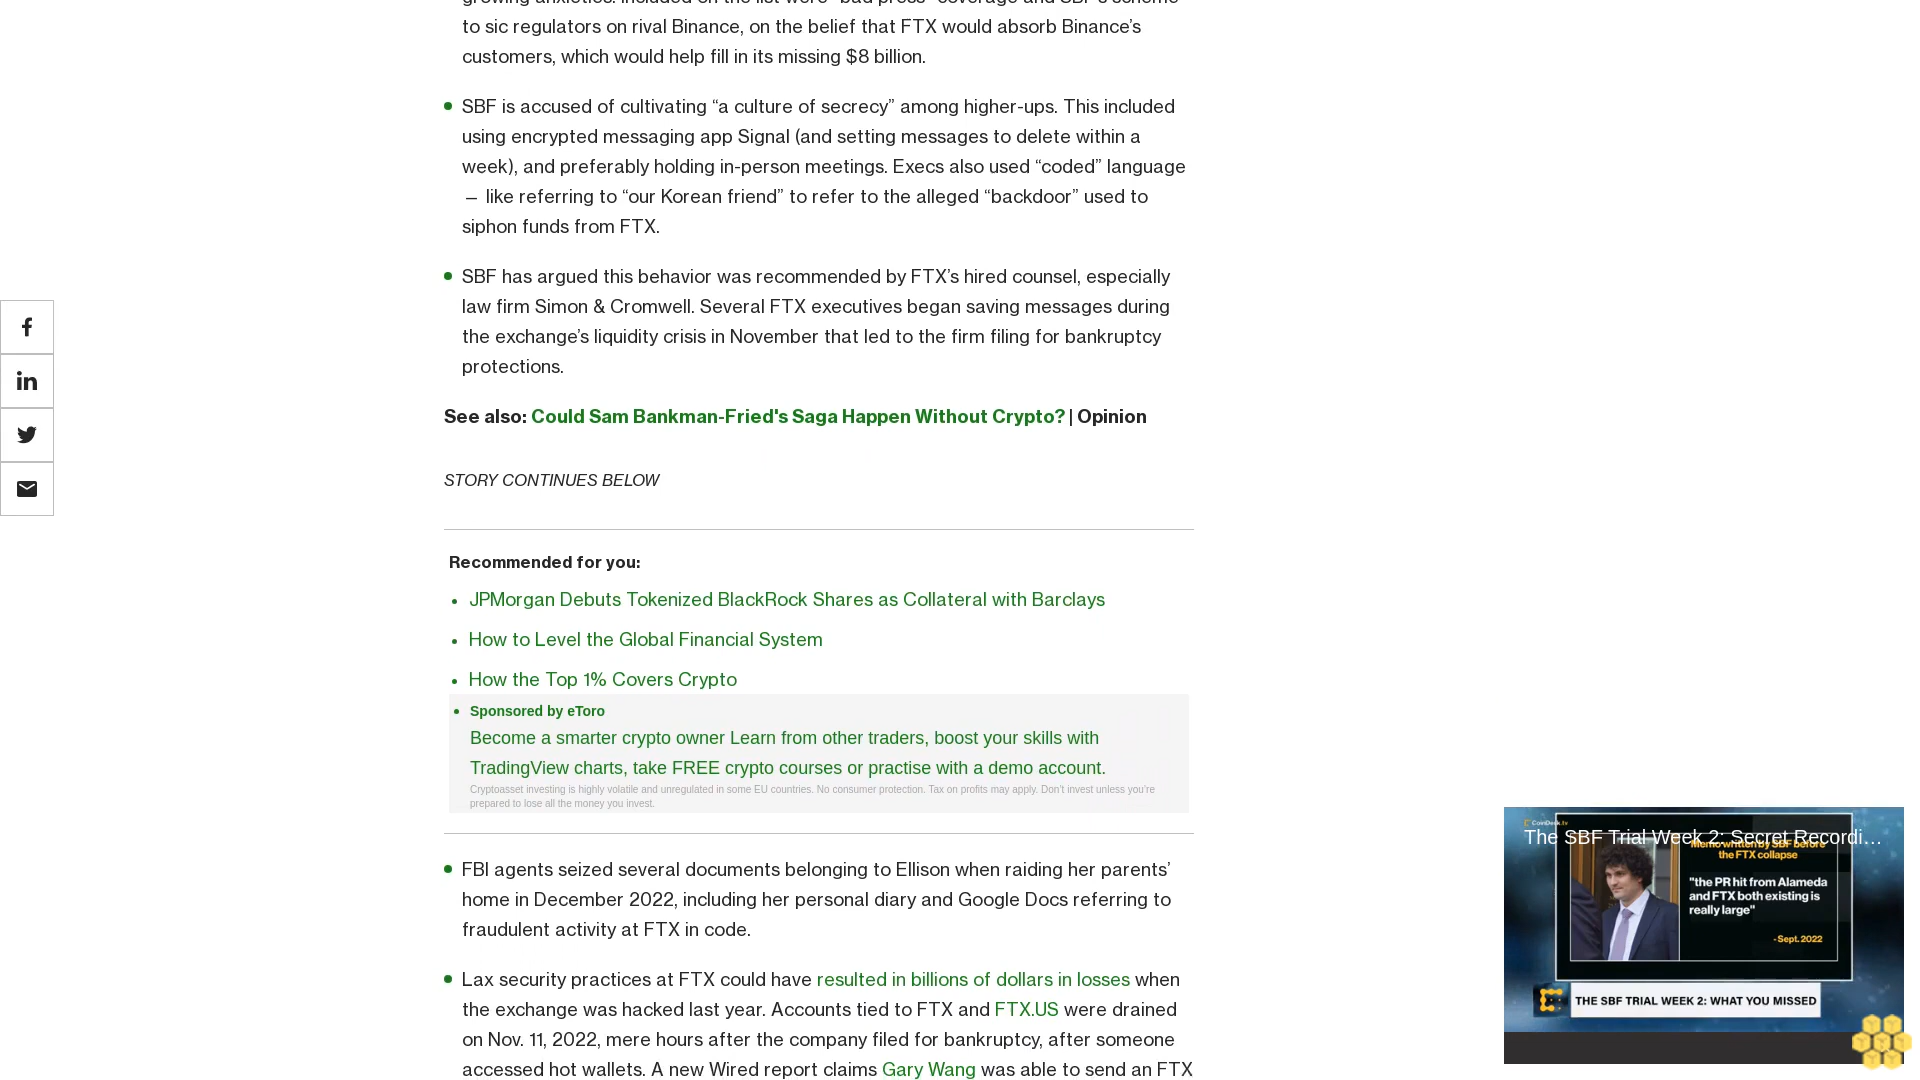 to sic regulators on rival Binance, on the belief that FTX would absorb Binance’s
customers, which would help fill in its missing $8 billion.
SBF is accused of cultivating “a culture of secrecy” among higher-ups. This included
using encrypted messaging app Signal (and setting messages to delete within a
week), and preferably holding in-person meetings. Execs also used “coded” language
— like referring to “our Korean friend” to refer to the alleged “backdoor” used to
siphon funds from FTX.
SBF has argued this behavior was recommended by FTX’s hired counsel, especially
law firm Simon & Cromwell. Several FTX executives began saving messages during
the exchange’s liquidity crisis in November that led to the firm filing for bankruptcy
protections.
See also: Could Sam Bankman-Fried's Saga Happen Without Crypto? | Opinion
STORY CONTINUES BELOW
Recommended for you:
JPMorgan Debuts Tokenized BlackRock Shares as Collateral with Barclays
How to Level the Global Financial System
How the Top 1% Covers Crypto
Sponsored by eToro
Become a smarter crypto owner Learn from other traders, boost your skills with
TradingView charts, take FREE crypto courses or practise with a demo account.
Cryptoasset investing is highly volatile and unregulated in some EU countries. No consumer protection. Tax on profits may apply. Don’t invest unless you’re
prepared to lose all the money you invest.
FBI agents seized several documents belonging to Ellison when raiding her parents’
home in December 2022, including her personal diary and Google Docs referring to
fraudulent activity at FTX in code.
Lax security practices at FTX could have resulted in billions of dollars in losses when
the exchange was hacked last year. Accounts tied to FTX and FTX.US were drained
on Nov. 11, 2022, mere hours after the company filed for bankruptcy, after someone
accessed hot wallets. A new Wired report claims Gary Wang was able to send an FTX
CoinDesk.tv
The SBF Trial Week 2: Secret Recordi...
Memo written by SBF before
the FTX collapse
"the PR hit from Alameda
and FTX both existing is
really large"
- Sept. 2022
THE SBF TRIAL WEEK 2: WHAT YOU MISSED